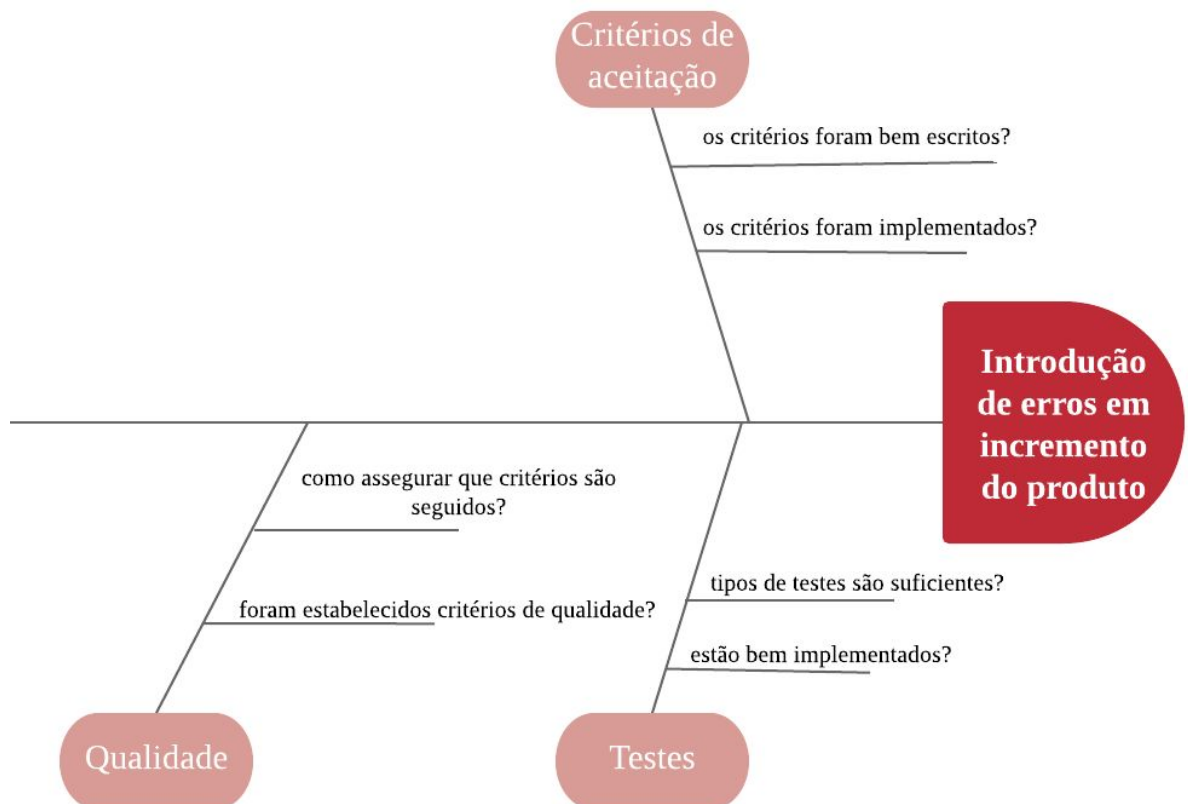 Critérios de
aceitação
os critérios foram bem escritos?
os critérios foram implementados?
Introdução
de erros em
incremento
do produto
como assegurar que critérios são
seguidos?
foram estabelecidos critérios de qualidade?
tipos de testes são suficientes?
estão bem implementados?
Qualidade
Testes